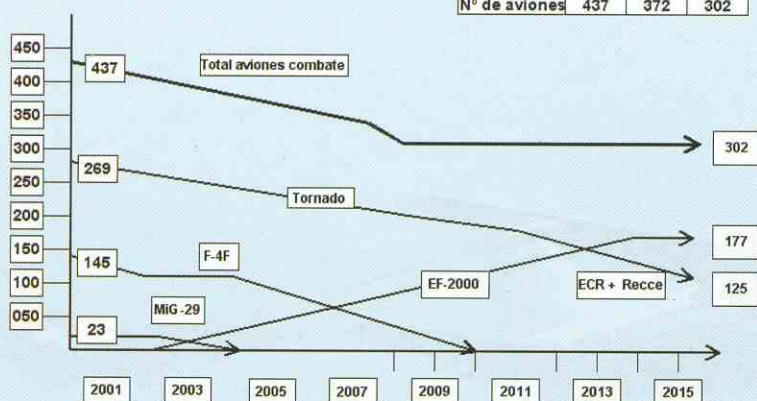 Nº de aviones 437 372 302
450
437
Total aviones combate
400
350
300
302
269
250
Tornado
200
177
150
145
F-4F
EF-2000
ECR + Recce
125
100
MiG-29
050
23
2001 2003 2005 2007 2009 2011 2013 2015